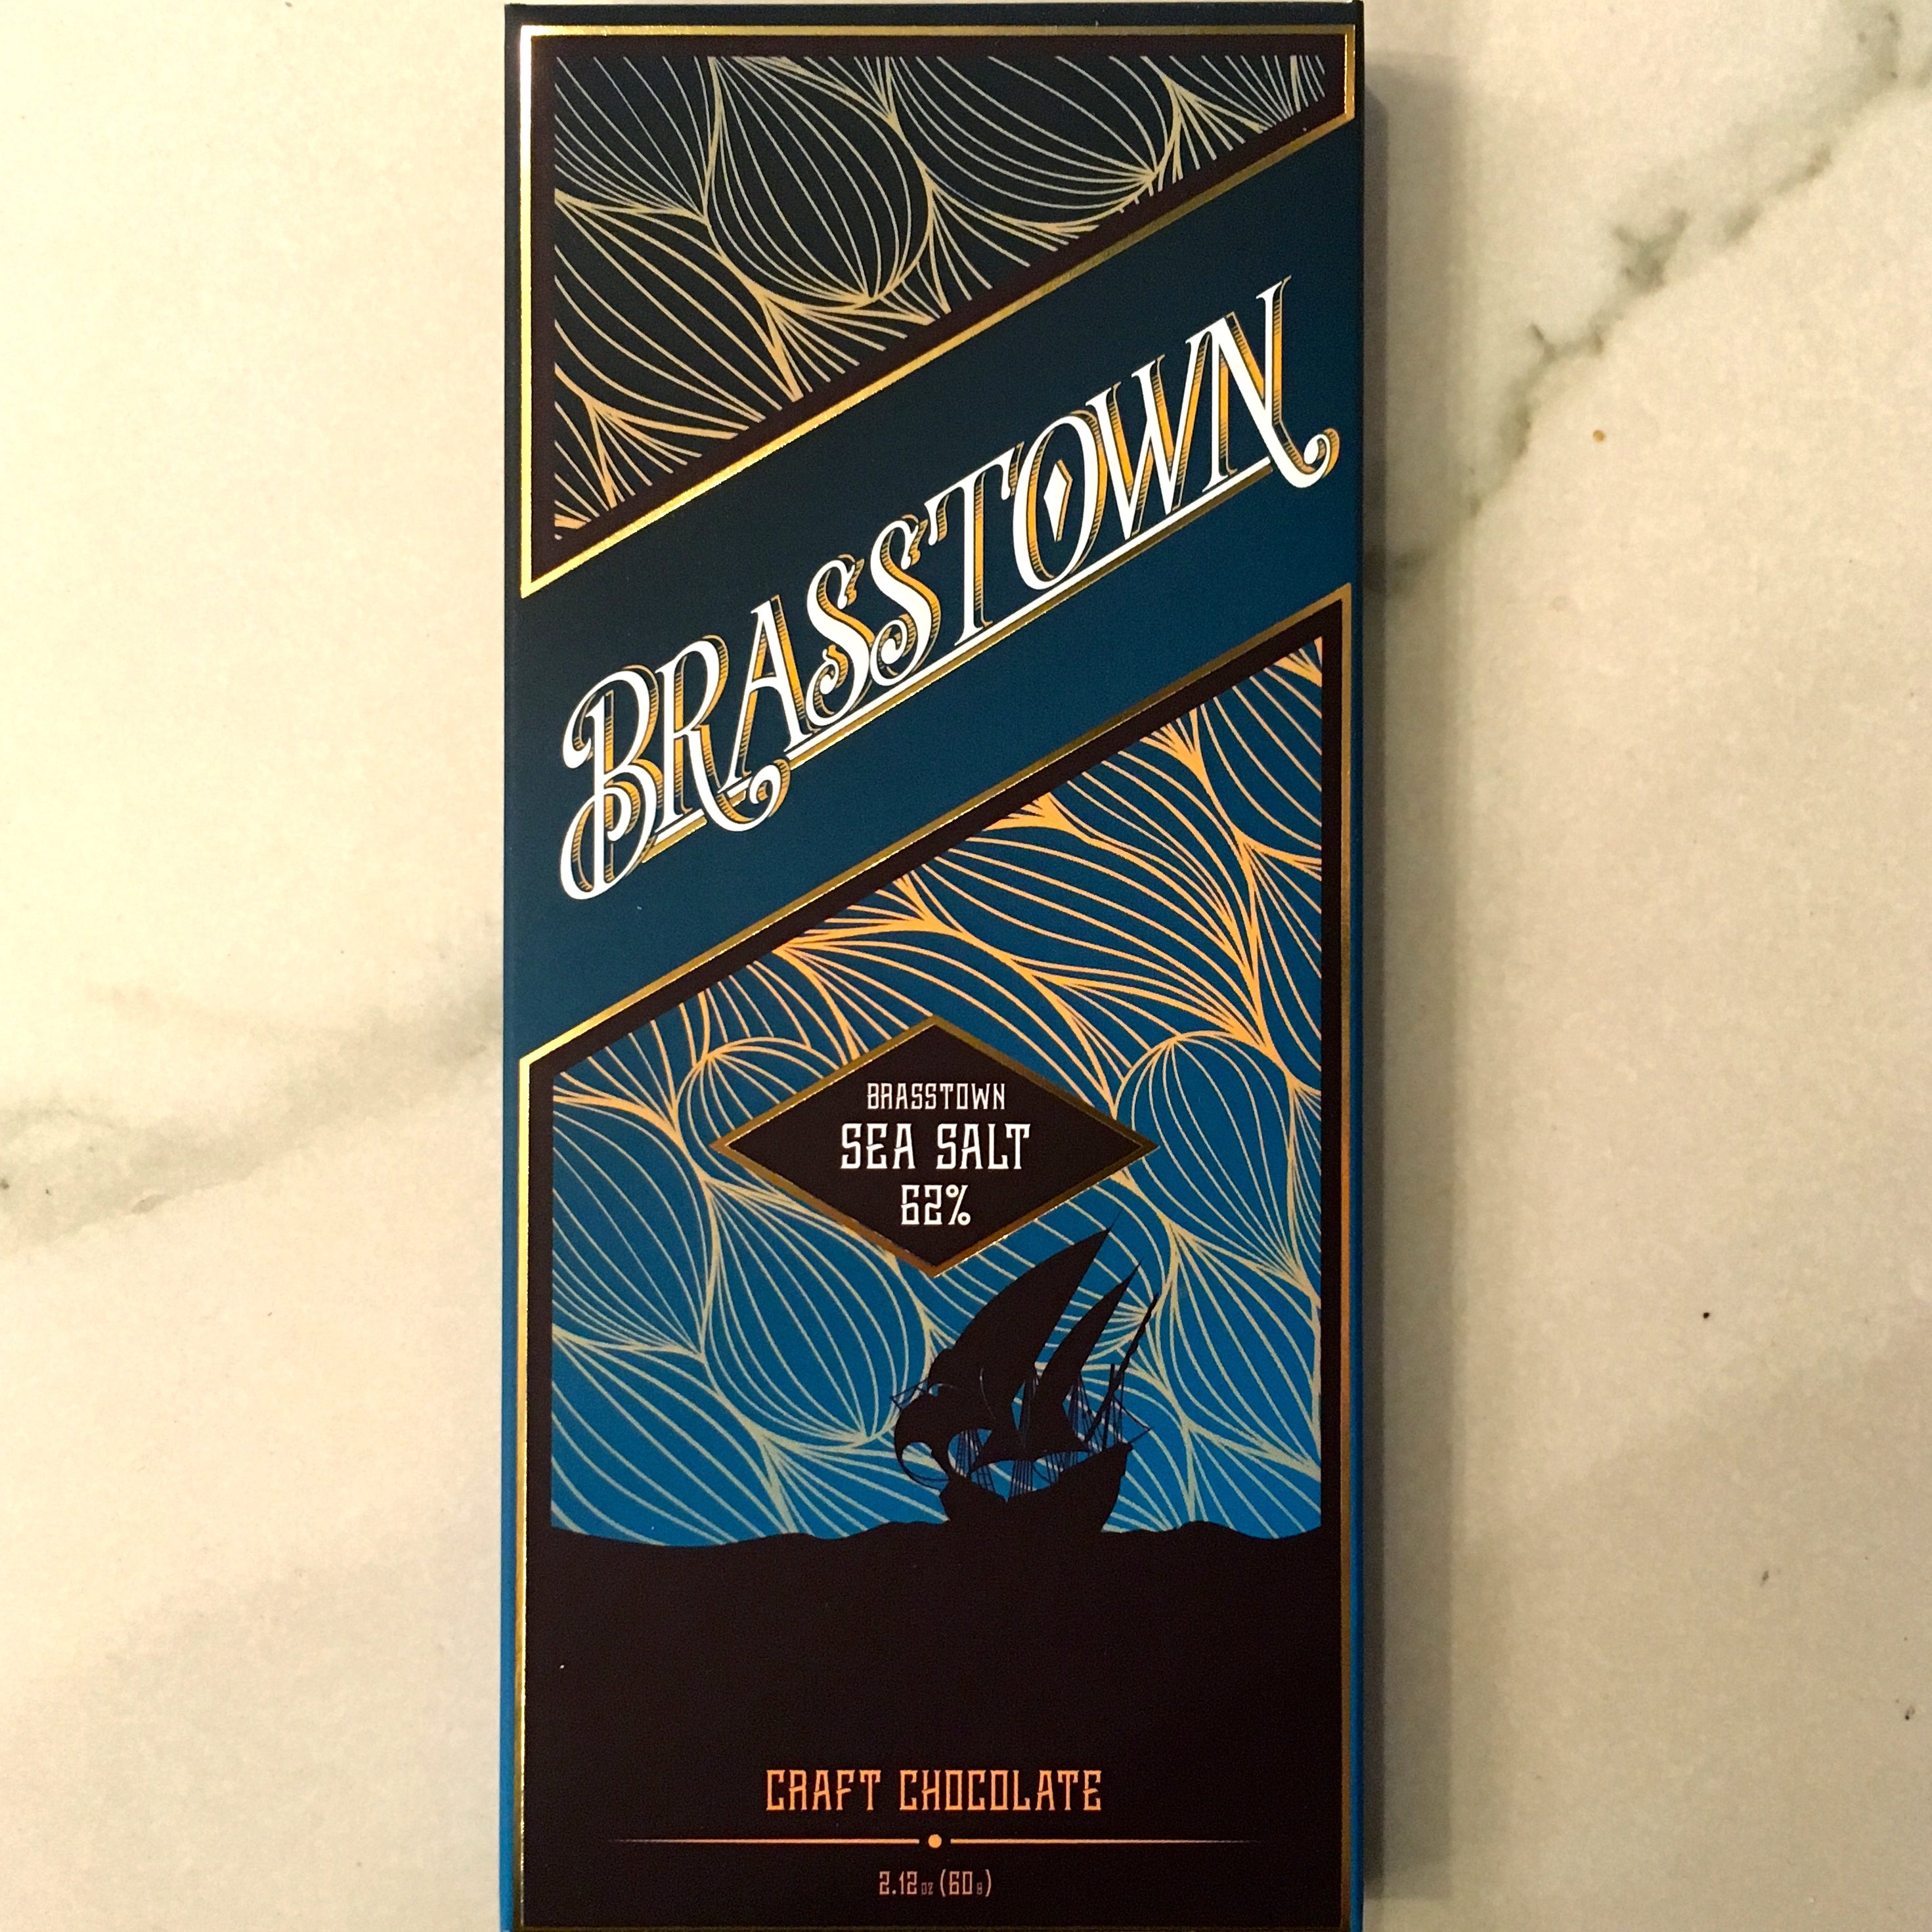 BRASSTOWN
BRASSTOWN
SEA SALT
62%
CRAFT CHOCOLATE
2.12 oz (60 g)